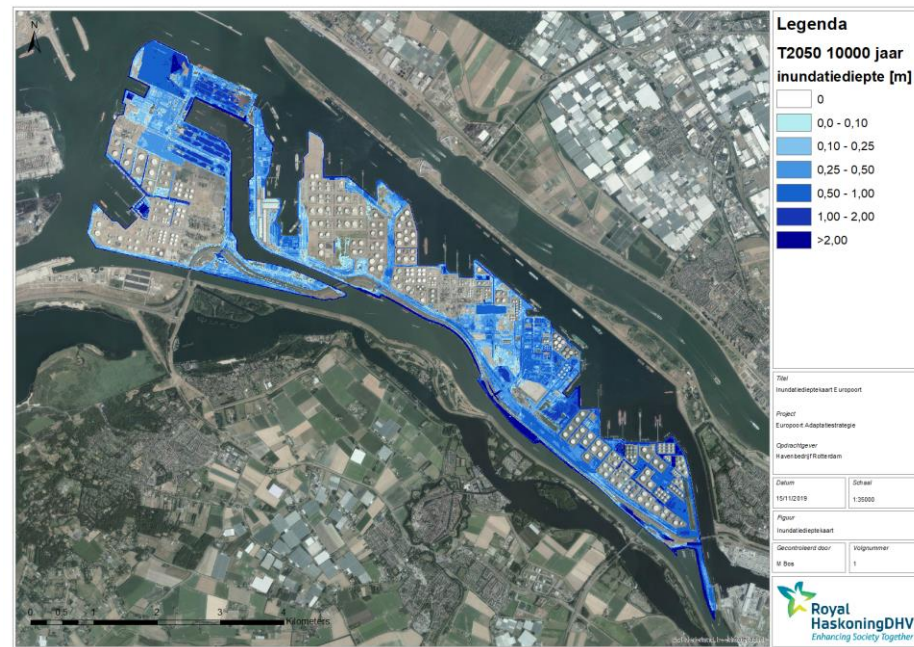 N
Legenda
T2050 10000 jaar
inundatiediepte [m]
0
0,0 - 0,10
0,10 - 0,25
0,25 - 0,50
0,50 - 1,00
1,00 - 2,00
>2,00
Titel
Inundatiedieptekaart Europoort
Project
Europoort Adaptatiestrategie
Opdrachtgever
Havenbedrijf Rotterdam
Datum
15/11/2019
Schaal
1:35000
Figuur
Inundatiedieptekaart
Gecontroleerd door
M Bos
Volgnummer
1
Royal
HaskoningDHV
Enhancing Society Together
0 0,5 1 2 3 4
Kilometers